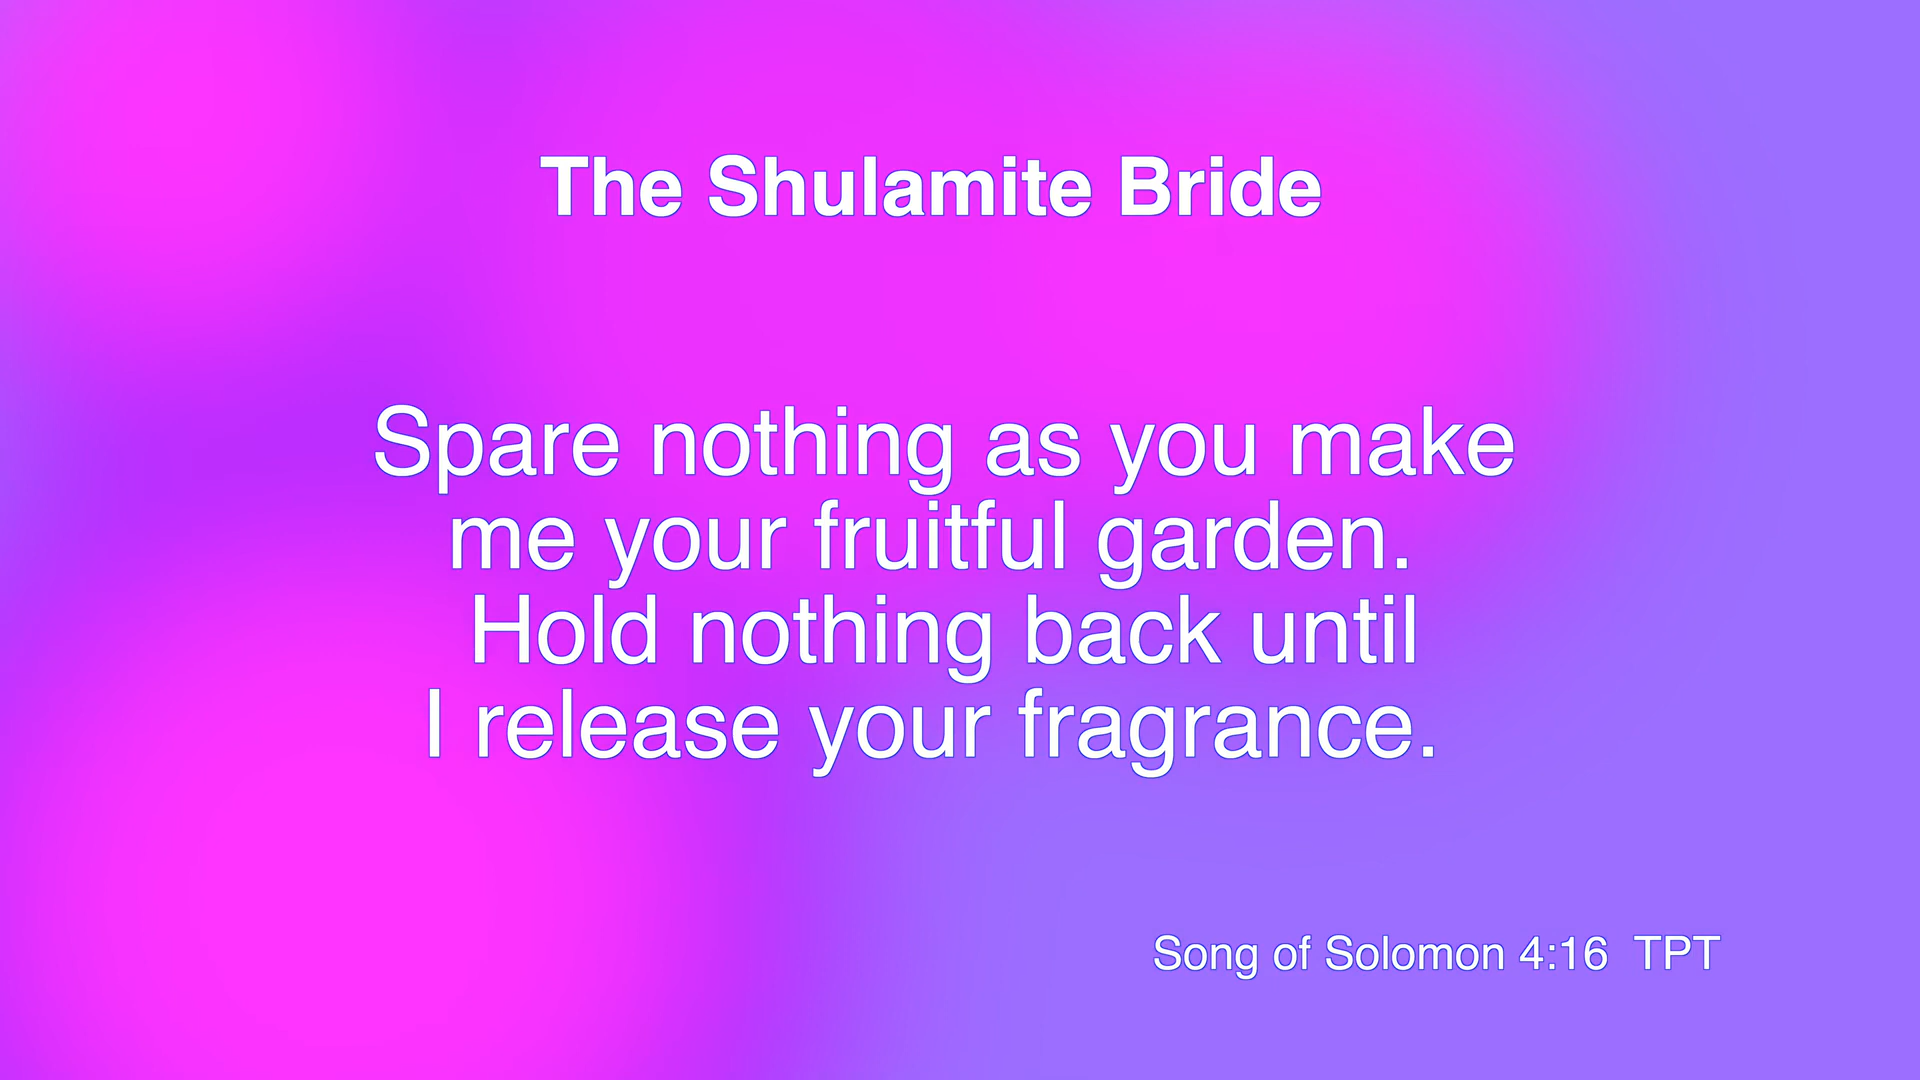 The Shulamite Bride
Spare nothing as you make
me your fruitful garden.
Hold nothing back until
I release your fragrance.
Song of Solomon 4:16  TPT